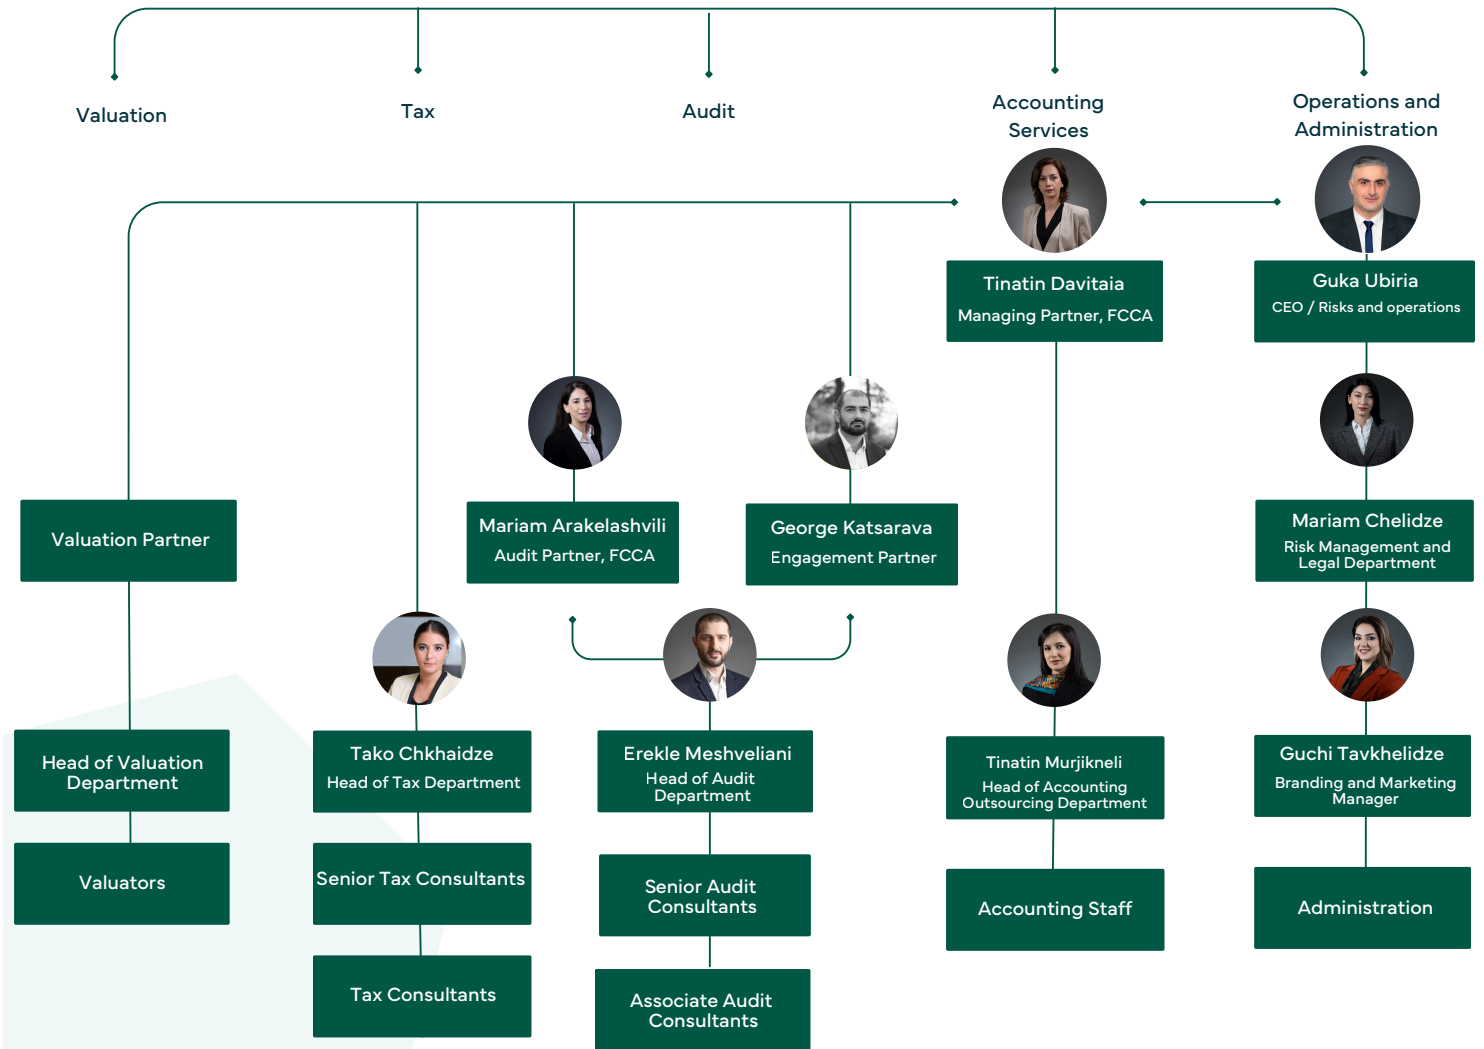 Valuation
Tax
Audit
Accounting
Services
Operations and
Administration
Tinatin Davitaia
Managing Partner, FCCA
Guka Ubiria
CEO / Risks and operations
Valuation Partner
Mariam Arakelashvili
Audit Partner, FCCA
George Katsarava
Engagement Partner
Mariam Chelidze
Risk Management and
Legal Department
Head of Valuation
Department
Tako Chkhaidze
Head of Tax Department
Erekle Meshveliani
Head of Audit
Department
Tinatin Murjikneli
Head of Accounting
Outsourcing Department
Guchi Tavkhelidze
Branding and Marketing
Manager
Valuators
Senior Tax Consultants
Senior Audit
Consultants
Accounting Staff
Administration
Tax Consultants
Associate Audit
Consultants